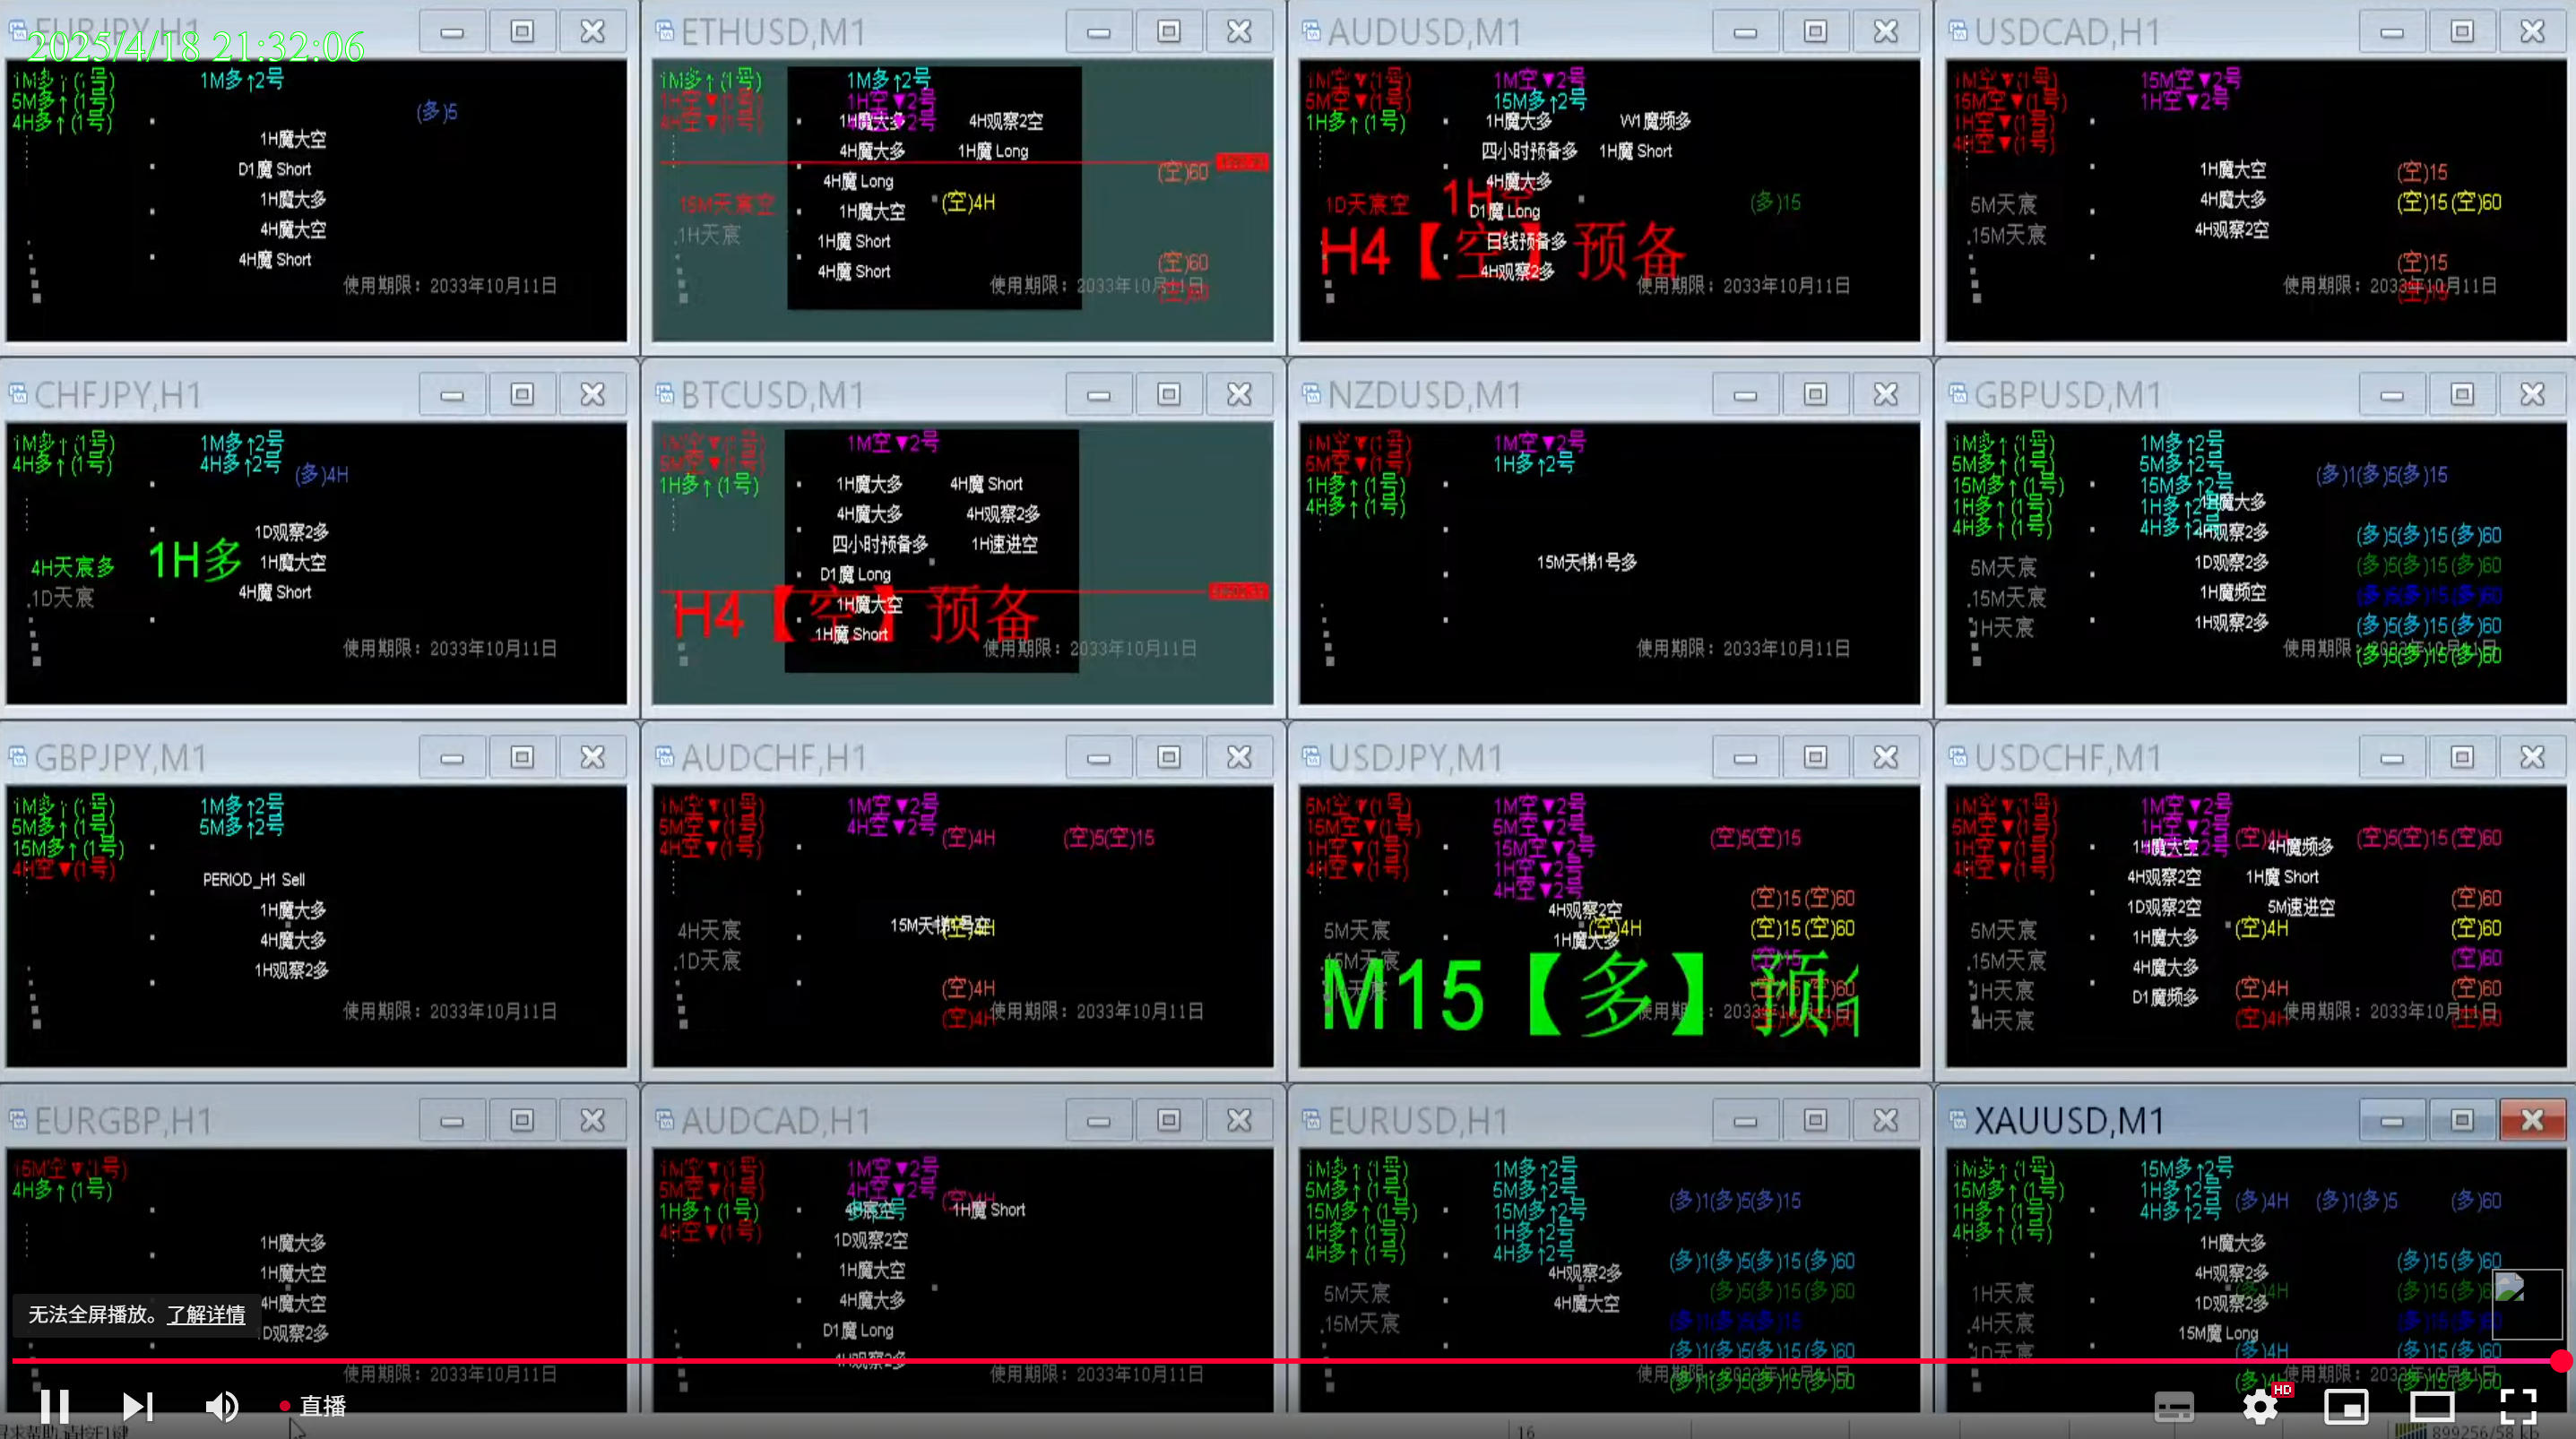 EURJPY,H1
2025/4/18 21:32:06
1M多↑(1号)
5M多↑(1号)
4H多↑(1号)
1M多↑2号
(多)5
1H魔大空
D1魔 Short
1H魔大多
4H魔大空
4H魔 Short
使用期限：2033年10月11日
ETHUSD,M1
1M多↑(1号)
1H空▼(1号)
4H空▼(1号)
1M多↑2号
1H空▼2号
1H魔大多
4H观察2空
4H魔大多
1H魔 Long
(空)60
4H魔 Long
15M天宸空
(空)4H
1H魔大空
.1H天宸
1H魔 Short
(空)60
4H魔 Short
使用期限：2033年10月11日
(空)60
AUDUSD,M1
1M空▼(1号)
5M空▼(1号)
1H多↑(1号)
1M空▼2号
15M多↑2号
1H魔大多
W1魔频多
四小时预备多
1H魔 Short
4H魔大多
1D天宸空
1H空
(多)15
D1魔 Long
H4【空】预备
日线预备多
4H观察2多
使用期限：2033年10月11日
USDCAD,H1
1M空▼(1号)
15M空▼(1号)
1H空▼(1号)
4H空▼(1号)
15M空▼2号
1H空▼2号
1H魔大空
(空)15
4H魔大多
(空)15(空)60
5M天宸
4H观察2空
.15M天宸
(空)15
使用期限：2033年10月11日
(空)15
CHFJPY,H1
1M多↑(1号)
4H多↑(1号)
1M多↑2号
4H多↑2号
(多)4H
1D观察2多
4H天宸多
1H多
1H魔大空
.1D天宸
4H魔 Short
使用期限：2033年10月11日
BTCUSD,M1
1M空▼(1号)
5M空▼(1号)
1H多↑(1号)
1M空▼2号
1H魔大多
4H魔 Short
4H魔大多
4H观察2多
四小时预备多
1H速进空
D1魔 Long
H4【空】预备
1H魔大空
1H魔 Short
使用期限：2033年10月11日
NZDUSD,M1
1M空▼(1号)
5M空▼(1号)
1H多↑(1号)
4H多↑(1号)
1M空▼2号
1H多↑2号
15M天梯1号多
使用期限：2033年10月11日
GBPUSD,M1
1M多↑(1号)
5M多↑(1号)
15M多↑(1号)
1H多↑(1号)
4H多↑(1号)
1M多↑2号
5M多↑2号
15M多↑2号
1H多↑2号
4H多↑2号
(多)1(多)5(多)15
1H魔大多
4H观察2多
(多)5(多)15(多)60
5M天宸
1D观察2多
(多)5(多)15(多)60
.15M天宸
1H魔频空
(多)5(多)15(多)60
1H天宸
1H观察2多
(多)5(多)15(多)60
使用期限：2033年10月11日
(多)5(多)15(多)60
GBPJPY,M1
1M多↑(1号)
5M多↑(1号)
15M多↑(1号)
4H空▼(1号)
1M多↑2号
5M多↑2号
PERIOD_H1 Sell
1H魔大多
4H魔大多
1H观察2多
使用期限：2033年10月11日
AUDCHF,H1
1M空▼(1号)
5M空▼(1号)
4H空▼(1号)
1M空▼2号
4H空▼2号
(空)4H
(空)5(空)15
4H天宸
(空)4H
.1D天宸
(空)4H
(空)4H
使用期限：2033年10月11日
USDJPY,M1
5M空▼(1号)
15M空▼(1号)
1H空▼(1号)
4H空▼(1号)
1M空▼2号
5M空▼2号
15M空▼2号
1H空▼2号
4H空▼2号
(空)5(空)15
4H观察2空
(空)15(空)60
(空)4H
(空)15(空)60
5M天宸
1H魔大多
.15M天宸
M15【多】
USDCHF,M1
1M空▼(1号)
5M空▼(1号)
1H空▼(1号)
4H空▼(1号)
1M空▼2号
1H空▼2号
(空)4H
(空)5(空)15(空)60
1H魔大空
4H魔频多
4H观察2空
1H魔 Short
(空)60
1D观察2空
5M速进空
5M天宸
1H魔大多
(空)4H
(空)60
.15M天宸
4H魔大多
(空)60
1H天宸
D1魔频多
(空)4H
(空)60
4H天宸
(空)4H
使用期限：2033年10月11日
(空)60
EURGBP,H1
15M空▼(1号)
4H多↑(1号)
1H魔大多
1H魔大空
4H魔大空
1D观察2多
使用期限：2033年10月11日
AUDCAD,H1
1M空▼(1号)
5M空▼(1号)
1H多↑(1号)
4H空▼(1号)
1M空▼2号
4H空▼2号
(空)4H
1H魔 Short
1D观察2空
1H魔大空
4H魔大多
D1魔 Long
4H观察2多
使用期限：2033年10月11日
EURUSD,H1
1M多↑(1号)
5M多↑(1号)
15M多↑(1号)
1H多↑(1号)
4H多↑(1号)
1M多↑2号
5M多↑2号
15M多↑2号
1H多↑2号
4H多↑2号
(多)1(多)5(多)15
(多)1(多)5(多)15(多)60
4H观察2多
5M天宸
(多)5(多)15(多)60
4H魔大空
.15M天宸
(多)1(多)5(多)15
(多)1(多)5(多)15(多)60
(多)1(多)5(多)15(多)60
XAUUSD,M1
1M多↑(1号)
15M多↑(1号)
1H多↑(1号)
4H多↑(1号)
15M多↑2号
1H多↑2号
4H多↑2号
(多)4H
(多)1(多)5
(多)60
1H魔大多
4H观察2多
(多)15(多)60
1H天宸
1D观察2多
.4H天宸
15M魔 Long
1D天宸
(多)4H
(多)15(多)60
使用期限：2033年10月11日
无法全屏播放。了解详情
直播
HD
16